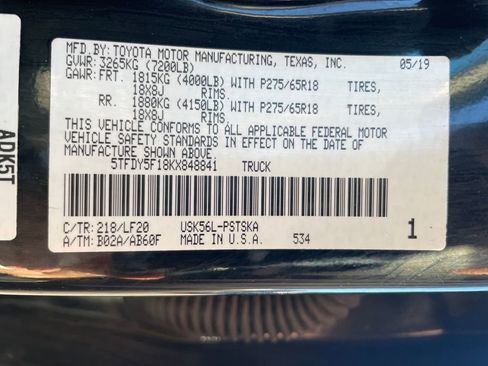 MFD.BY: TOYOTA MOTOR MANUFACTURING, TEXAS, INC. 05/19
GVWR: 3265KG (7200LB)
GAWR: FRT. 1815KG (4000LB) WITH P275/65R18 TIRES,
18X8J RIMS,
RR. 1880KG (4150LB) WITH P275/65R18 TIRES,
18X8J RIMS.
THIS VEHICLE CONFORMS TO ALL APPLICABLE FEDERAL MOTOR
VEHICLE SAFETY STANDARDS IN EFFECT ON THE DATE OF
MANUFACTURE SHOWN ABOVE.
5TFDY5F18KX848841 TRUCK
C/TR: 218/LF20 USK56L-PSTSKA
A/TM: B02A/AB60F MADE IN U.S.A. 534 1
ADK5T